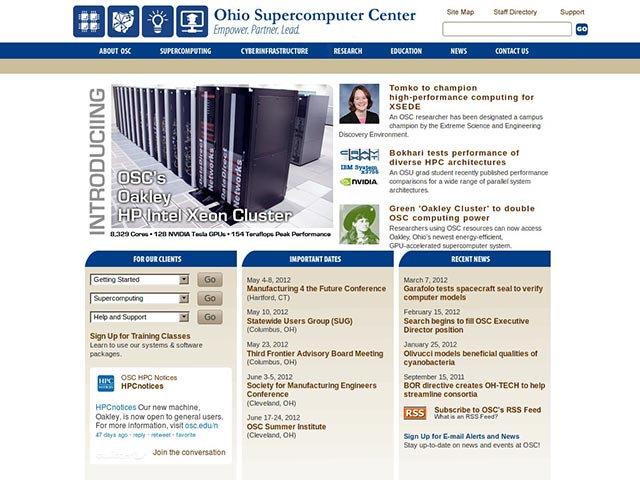 Ohio Supercomputer Center
Empower. Partner. Lead.
Site Map
Staff Directory
Support
GO
ABOUT OSC
SUPERCOMPUTING
CYBERINFRASTRUCTURE
RESEARCH
EDUCATION
NEWS
CONTACT US
INTRODUCIING
DataDirect Networks
DataDirect Networks
OSC's
Oakley
HP Intel Xeon Cluster
8,329 Cores • 128 NVIDIA Tesla GPUs • 154 Teraflops Peak Performance
Tomko to champion
high-performance computing for
XSEDE
An OSC researcher has been designated a campus
champion by the Extreme Science and Engineering
Discovery Environment.
CRAY
IBM System
x3755
NVIDIA
Bokhari tests performance of
diverse HPC architectures
An OSU grad student recently published performance
comparisons for a wide range of parallel system
architectures.
Green 'Oakley Cluster' to double
OSC computing power
Researchers using OSC resources can now access
Oakley, Ohio's newest energy-efficient,
GPU-accelerated supercomputer system.
FOR OUR CLIENTS
Getting Started
Go
Supercomputing
Go
Help and Support
Go
Sign Up for Training Classes
Learn to use our systems & software
packages.
HPC
OSC HPC Notices
HPCnotices
HPCnotices Our new machine,
Oakley, is now open to general users.
For more information, visit osc.edu/n
47 days ago · reply · retweet · favorite
twitter
Join the conversation
IMPORTANT DATES
May 4-8, 2012
Manufacturing 4 the Future Conference
(Hartford, CT)
May 10, 2012
Statewide Users Group (SUG)
(Columbus, OH)
May 23, 2012
Third Frontier Advisory Board Meeting
(Columbus, OH)
June 3-5, 2012
Society for Manufacturing Engineers
Conference
(Cleveland, OH)
June 17-24, 2012
OSC Summer Institute
(Cleveland, OH)
RECENT NEWS
March 7, 2012
Garafolo tests spacecraft seal to verify
computer models
February 15, 2012
Search begins to fill OSC Executive
Director position
January 25, 2012
Olivucci models beneficial qualities of
cyanobacteria
September 15, 2011
BOR directive creates OH-TECH to help
streamline consortia
RSS
Subscribe to OSC's RSS Feed
What is an RSS Feed?
Sign Up for E-mail Alerts and News
Stay up-to-date on news and events at OSC!